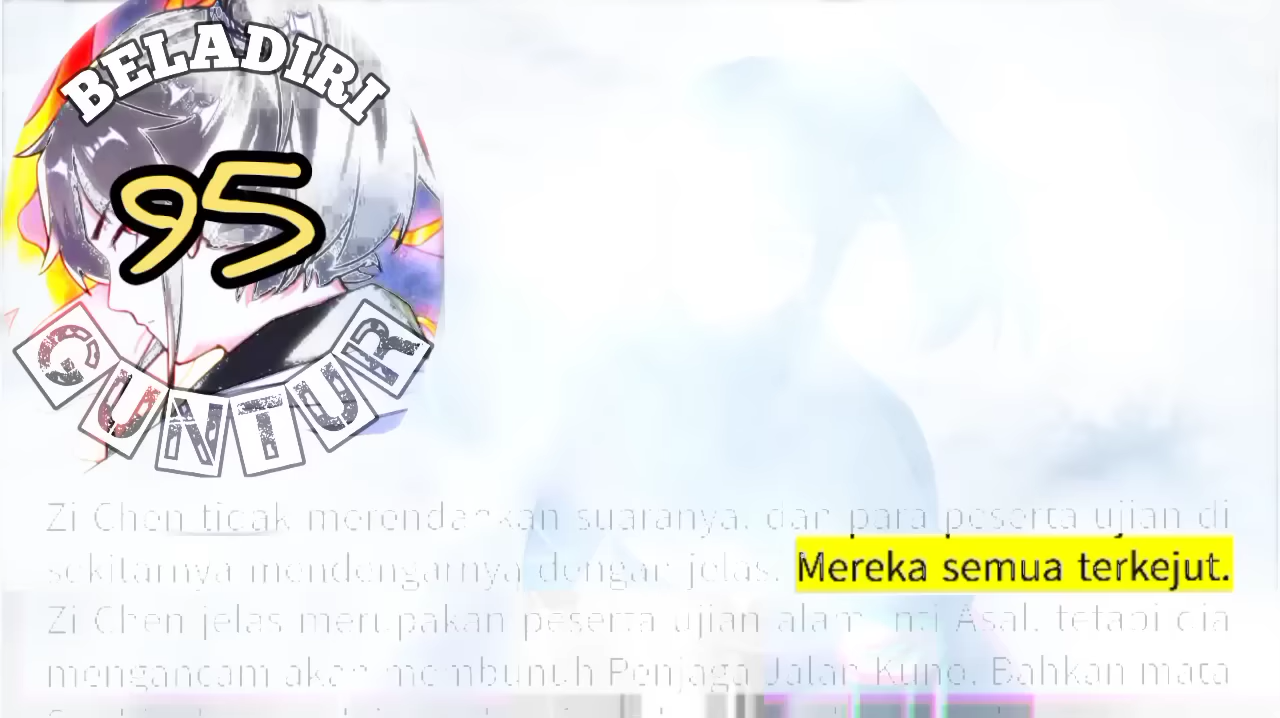 BELADIRI
95
GUNTUR
Zi Chen tidak merendahkan suaranya, dan para peserta ujian di
sekitarnya mendengarnya dengan jelas. Mereka semua terkejut.
Zi Chen jelas merupakan peserta ujian alam inti Asal, tetapi dia
mengancam akan membunuh Penjaga Jalan Kuno. Bahkan mata